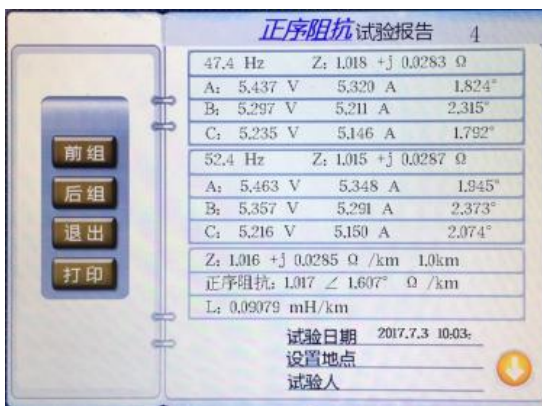 正序阻抗试验报告 4
47.4 Hz Z: 1.018 +j 0.0283 Ω
A: 5.437 V 5.320 A 1.824°
B: 5.297 V 5.211 A 2.315°
C: 5.235 V 5.146 A 1.792°
52.4 Hz Z: 1.015 +j 0.0287 Ω
A: 5.463 V 5.348 A 1.945°
B: 5.357 V 5.291 A 2.373°
C: 5.216 V 5.150 A 2.074°
Z: 1.016 +j 0.0285 Ω /km 1.0km
正序阻抗: 1.017 ∠ 1.607° Ω /km
L: 0.09079 mH/km
试验日期 2017.7.3 10:03:
设置地点
试验人
前组
后组
退出
打印